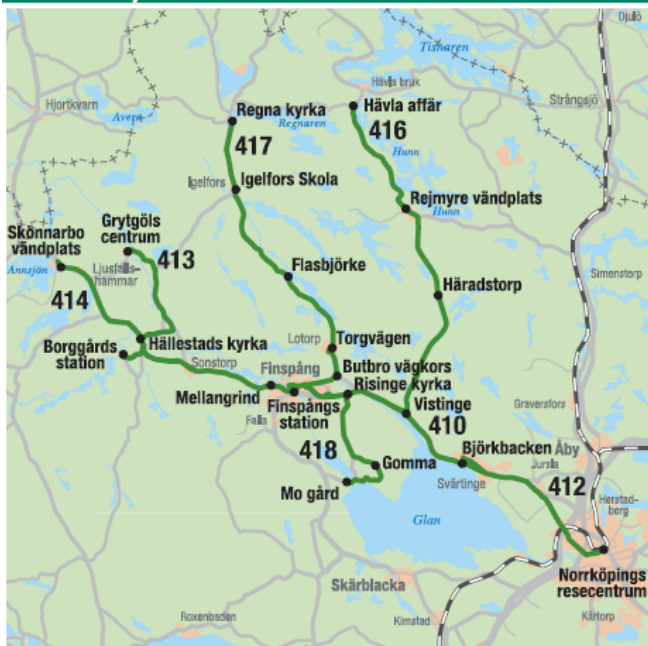 Djulö
Tisnaren
Hävla bruk
Hjortkvarn
Avern
Regna kyrka
Regnaren
Hävla affär
Strångsjö
417
416
Hunn
Igelfors
Igelfors Skola
Rejmyre vändplats
Hunn
Skönnarbo
vändplats
Grytgöls
centrum
413
Annsjön
Ljusfalls-
hammar
Flasbjörke
Simonstorp
414
Häradstorp
Borggårds
station
Hällestads kyrka
Lotorp
Torgvägen
Sonstorp
Finspång
Butbro vägkors
Risinge kyrka
Mellangrind
Finspångs
station
Vistinge
Graversfors
Falla
410
418
Gomma
Björkbacken
Åby
Jursla
Svärtinge
412
Mo gård
Herstad-
berg
Glan
Norrköpings
resecentrum
Skärblacka
Roxenbaden
Kimstad
Kårtorp